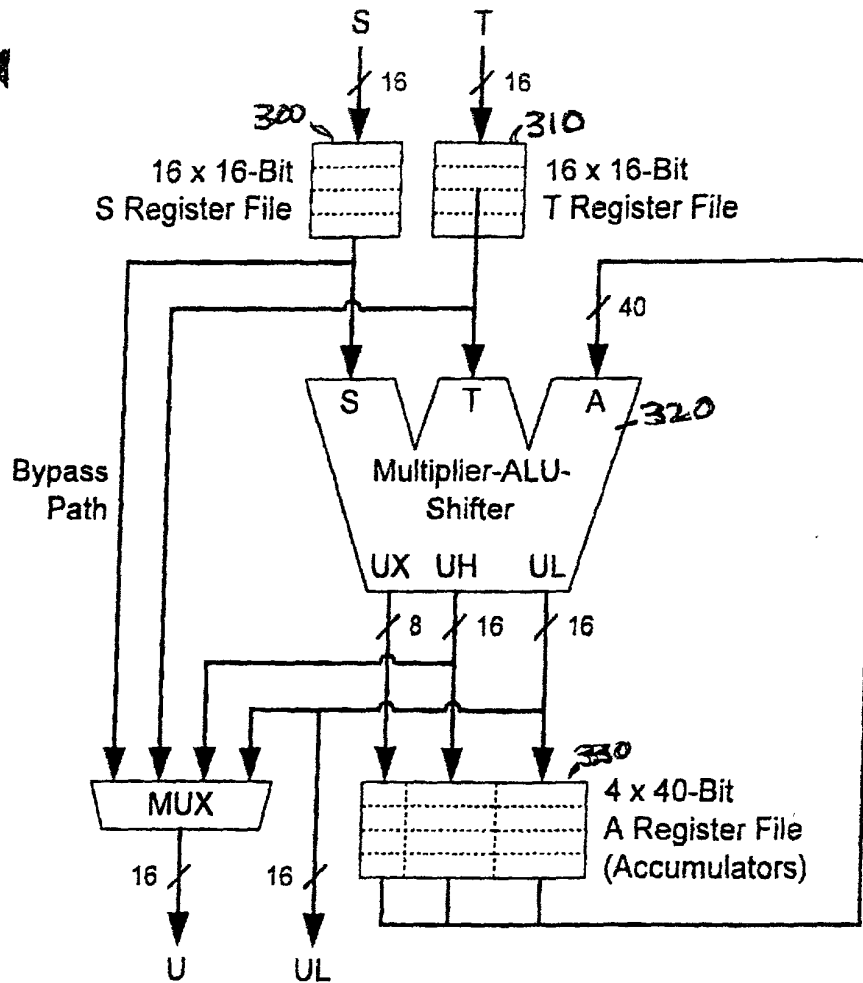 S T
16 16
300 310
16 x 16-Bit
S Register File
16 x 16-Bit
T Register File
40
S T A
320
Bypass
Path
Multiplier-ALU-
Shifter
UX UH UL
8 16 16
330
MUX
4 x 40-Bit
A Register File
(Accumulators)
16 16
U UL